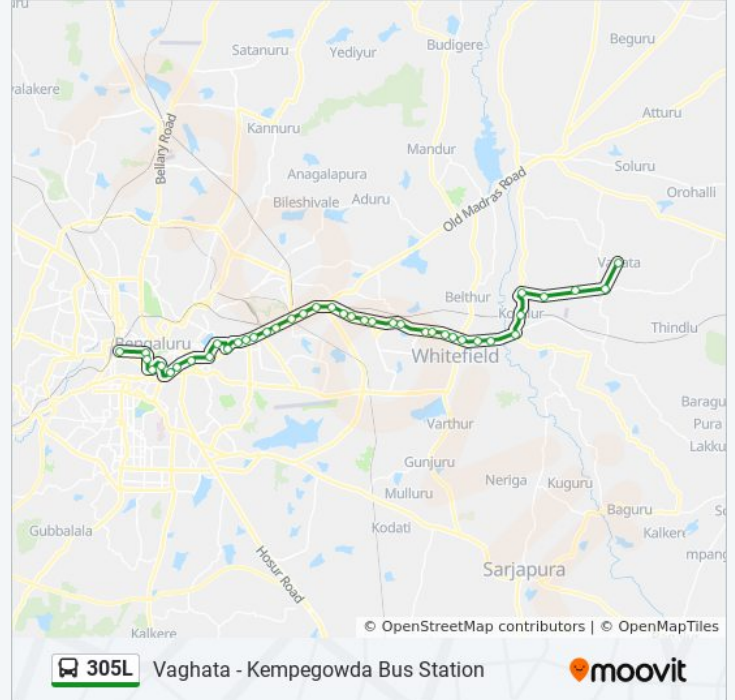 Satanuru
Yediyur
Budigere
Beguru
alakere
Bellary Road
Kannuru
Atturu
Mandur
Soluru
Anagalapura
Old Madras Road
Bileshivale
Aduru
Orohalli
Belthur
Thindlu
Bengaluru
Whitefield
Baragu
Varthur
Pura
Lakku
Gunjuru
Mulluru
Neriga
Kuguru
Baguru
Gubbalala
Kodati
Kalkere
mpang
Hosur Road
Sarjapura
Kalkere
© OpenStreetMap contributors | © OpenMapTiles
305L Vaghata - Kempegowda Bus Station
moovit